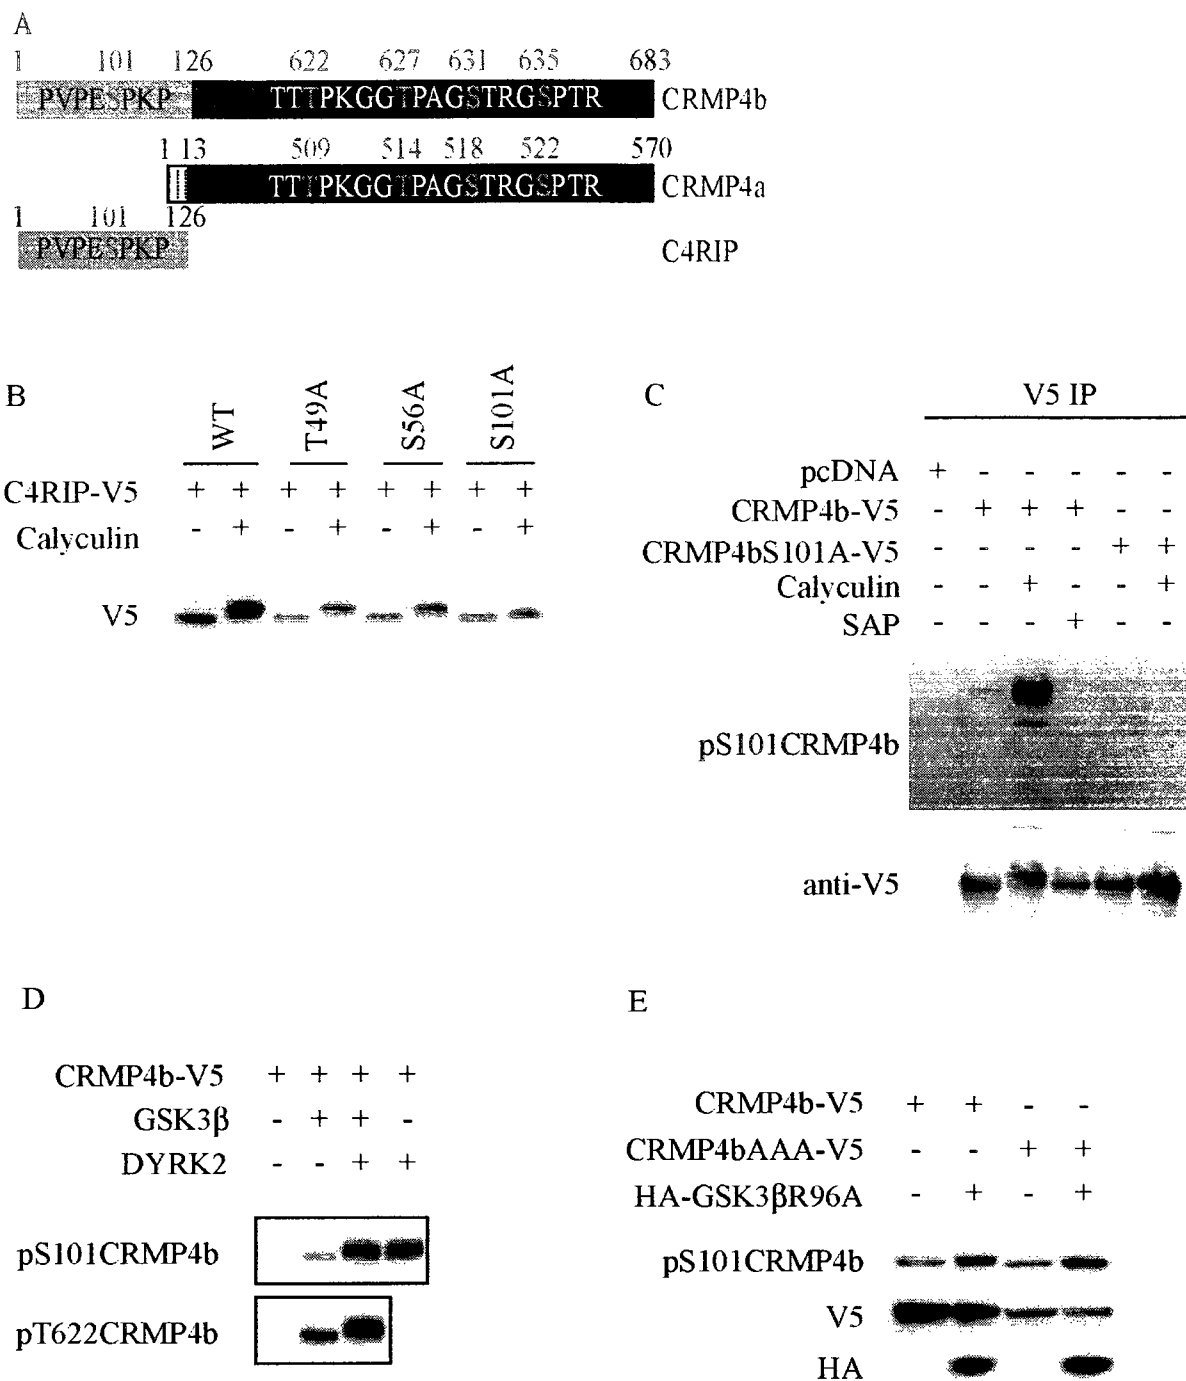 A
1 101 126 622 627 631 635 683
PVPESPKP TTTPKGGTPAGSTRGSPTR CRMP4b
1 13 509 514 518 522 570
TTTPKGGTPAGSTRGSPTR CRMP4a
1 101 126
PVPESPKP C4RIP
B
WT T49A S56A S101A
C4RIP-V5 + + + + + + + +
Calyculin - + - + - + - +
V5
C
V5 IP
pcDNA + - - - - -
CRMP4b-V5 - + + + - -
CRMP4bS101A-V5 - - - - + +
Calyculin - - + - - +
SAP - - - + - -
pS101CRMP4b
anti-V5
D
CRMP4b-V5 + + + +
GSK3β - + + -
DYRK2 - - + +
pS101CRMP4b
pT622CRMP4b
E
CRMP4b-V5 + + - -
CRMP4bAAA-V5 - - + +
HA-GSK3βR96A - + - +
pS101CRMP4b
V5
HA